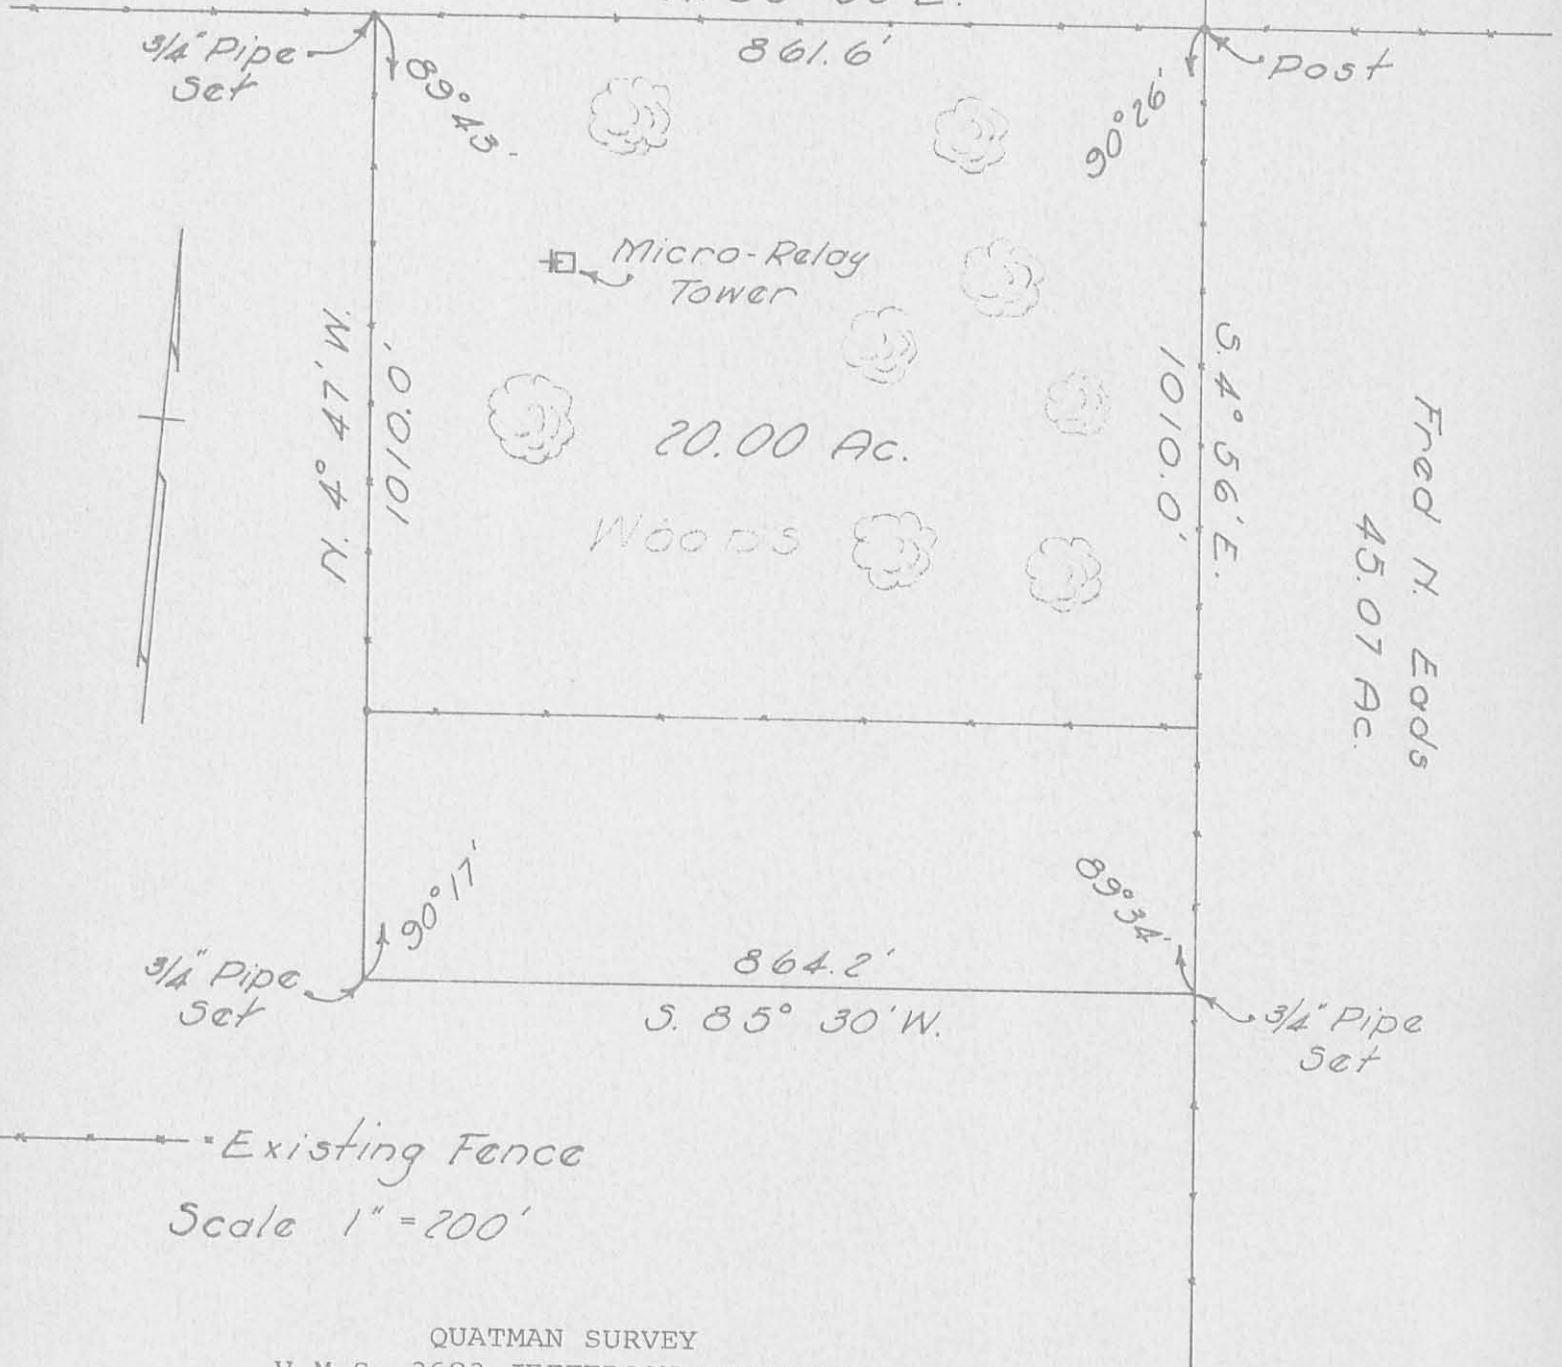 861.6'
3/4" Pipe
Set
89° 43'
90° 26'
Post
Micro-Relay
Tower
N. 4° 47' W.
1010.0'
20.00 Ac.
Woods
1010.0'
S. 4° 56' E.
Fred N. Eads
45.07 Ac.
90° 17'
89° 34'
3/4" Pipe
Set
864.2'
S. 85° 30' W.
3/4" Pipe
Set
Existing Fence
Scale 1" = 200'
QUATMAN SURVEY